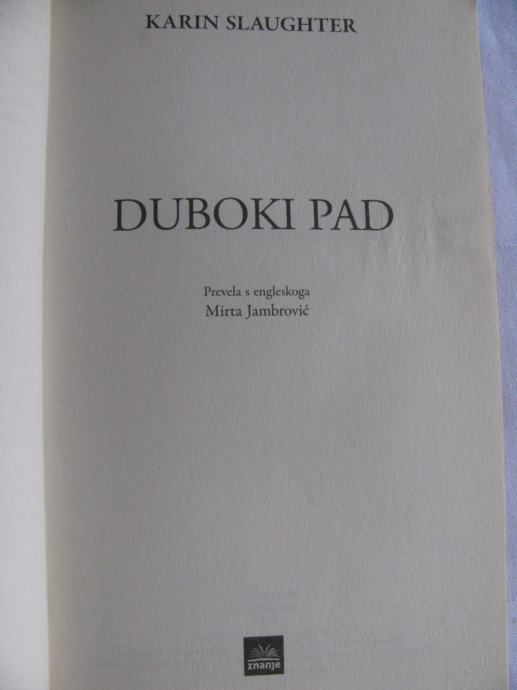 KARIN SLAUGHTER
DUBOKI PAD
Prevela s engleskoga
Mirta Jambrović
znanje